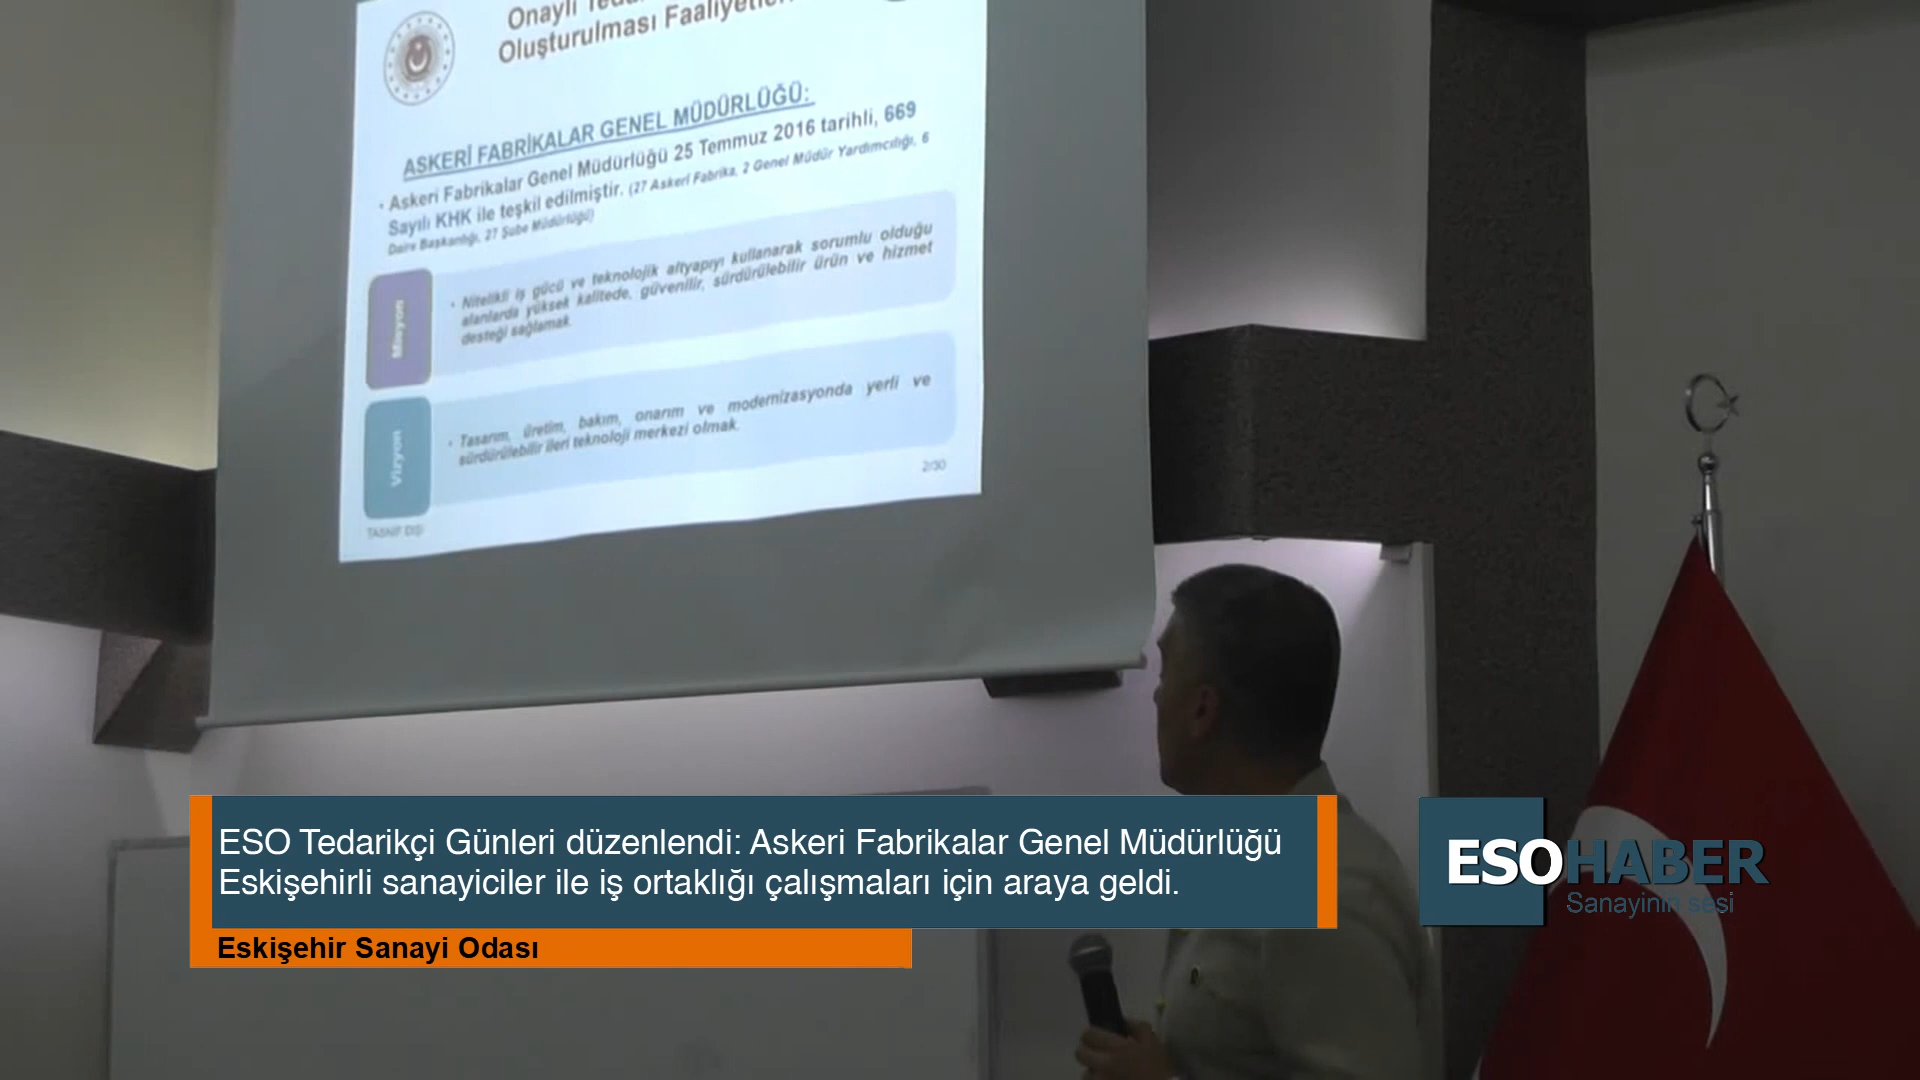 Onaylı
Oluşturulması Faaliyetleri
ASKERİ FABRİKALAR GENEL MÜDÜRLÜĞÜ:
• Askeri Fabrikalar Genel Müdürlüğü 25 Temmuz 2016 tarihli, 669
Sayılı KHK ile teşkil edilmiştir. (27 Askeri Fabrika, 2 Genel Müdür Yardımcılığı, 6
Daire Başkanlığı, 27 Şube Müdürlüğü)
Misyon
• Nitelikli iş gücü ve teknolojik altyapıyı kullanarak sorumlu olduğu
alanlarda yüksek kalitede, güvenilir, sürdürülebilir ürün ve hizmet
desteği sağlamak.
Vizyon
• Tasarım, üretim, bakım, onarım ve modernizasyonda yerli ve
sürdürülebilir ileri teknoloji merkezi olmak.
2/30
TASNİF DIŞI
ESO Tedarikçi Günleri düzenlendi: Askeri Fabrikalar Genel Müdürlüğü
Eskişehirli sanayiciler ile iş ortaklığı çalışmaları için araya geldi.
Eskişehir Sanayi Odası
ESOHABER
Sanayinin sesi